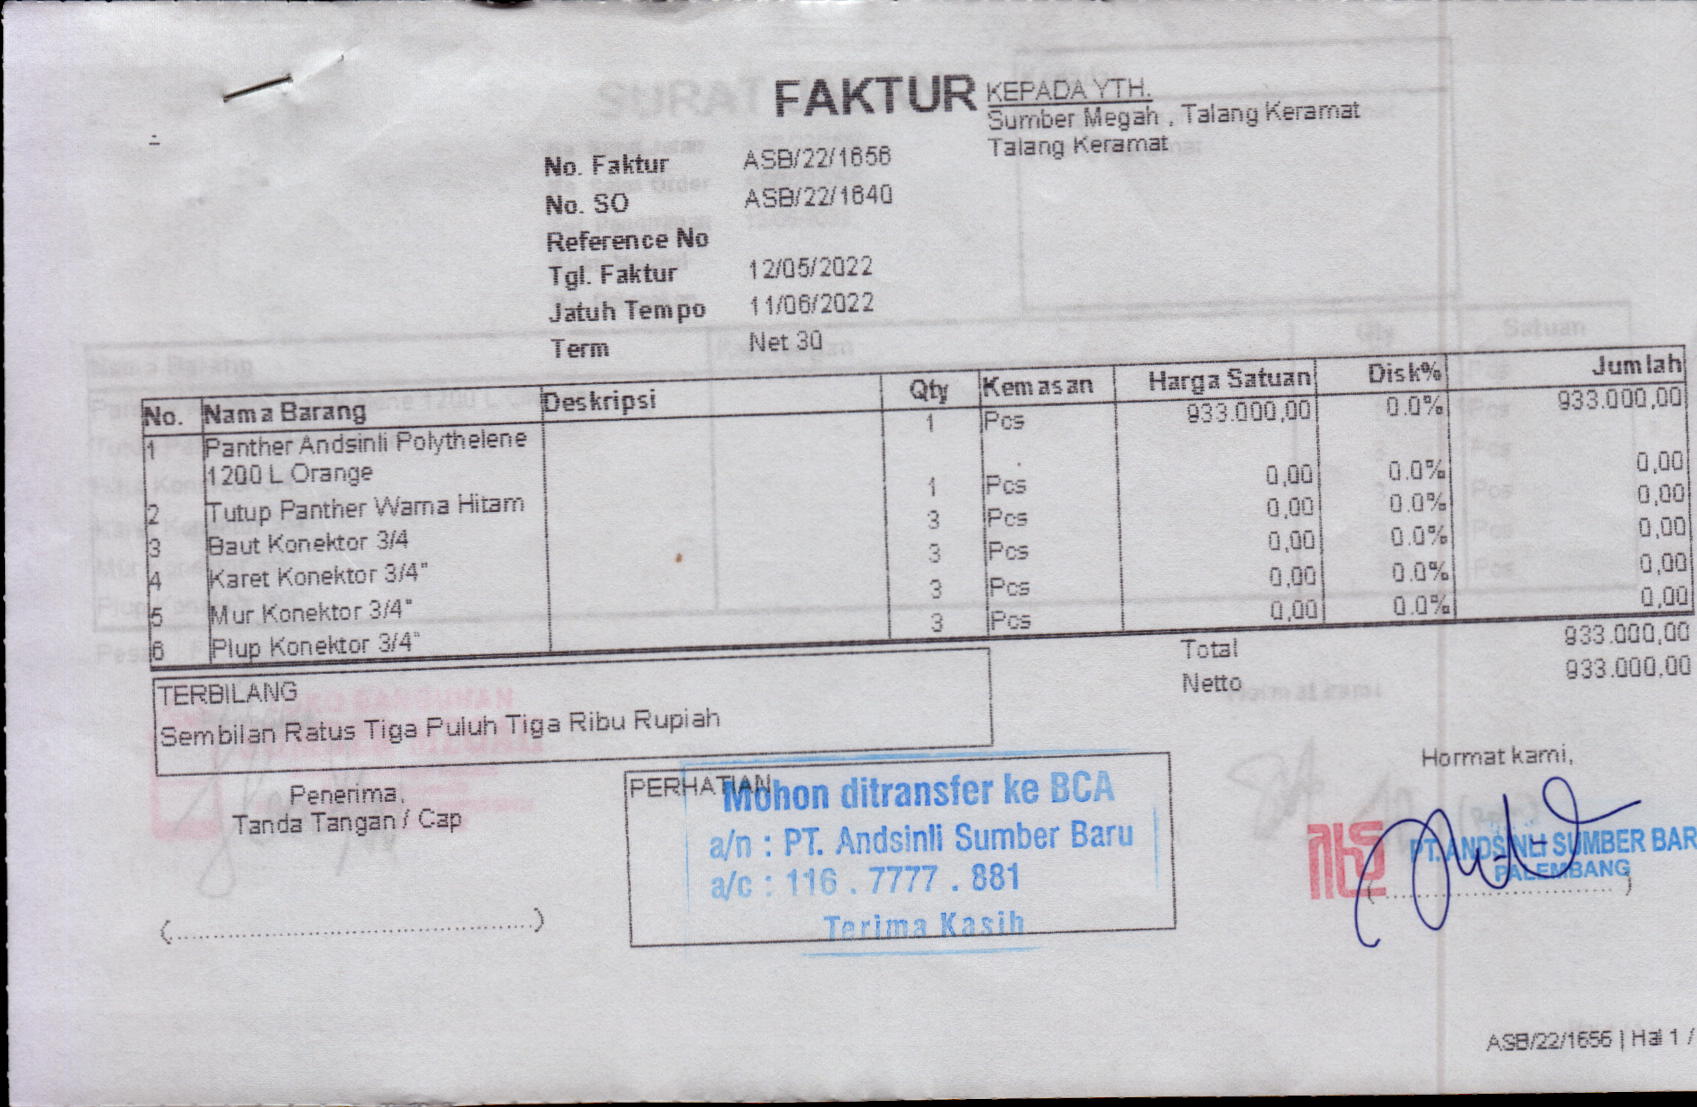 FAKTUR
KEPADA YTH.
Sumber Megah , Talang Keramat
Talang Keramat
No. Faktur ASB/22/1656
No. SO ASB/22/1640
Reference No
Tgl. Faktur 12/05/2022
Jatuh Tempo 11/06/2022
Term Net 30
No. Nama Barang Deskripsi Qty Kemasan Harga Satuan Disk% Jumlah
1 Panther Andsinli Polythelene 1 Pcs 933.000,00 0.0% 933.000,00
1200 L Orange
2 Tutup Panther Warna Hitam 1 Pcs 0,00 0.0% 0,00
3 Baut Konektor 3/4 3 Pcs 0,00 0.0% 0,00
4 Karet Konektor 3/4" 3 Pcs 0,00 0.0% 0,00
5 Mur Konektor 3/4" 3 Pcs 0,00 0.0% 0,00
6 Plup Konektor 3/4" 3 Pcs 0,00 0.0% 0,00
Total 933.000,00
Netto 933.000,00
TERBILANG
Sembilan Ratus Tiga Puluh Tiga Ribu Rupiah
Penerima,
Tanda Tangan / Cap
(................................................)
PERHATIAN
Mohon ditransfer ke BCA
a/n : PT. Andsinli Sumber Baru
a/c : 116 . 7777 . 881
Terima Kasih
Hormat kami,
PT. ANDSINLI SUMBER BAR
PALEMBANG
(................................)
ASB/22/1656 | Hal 1 /